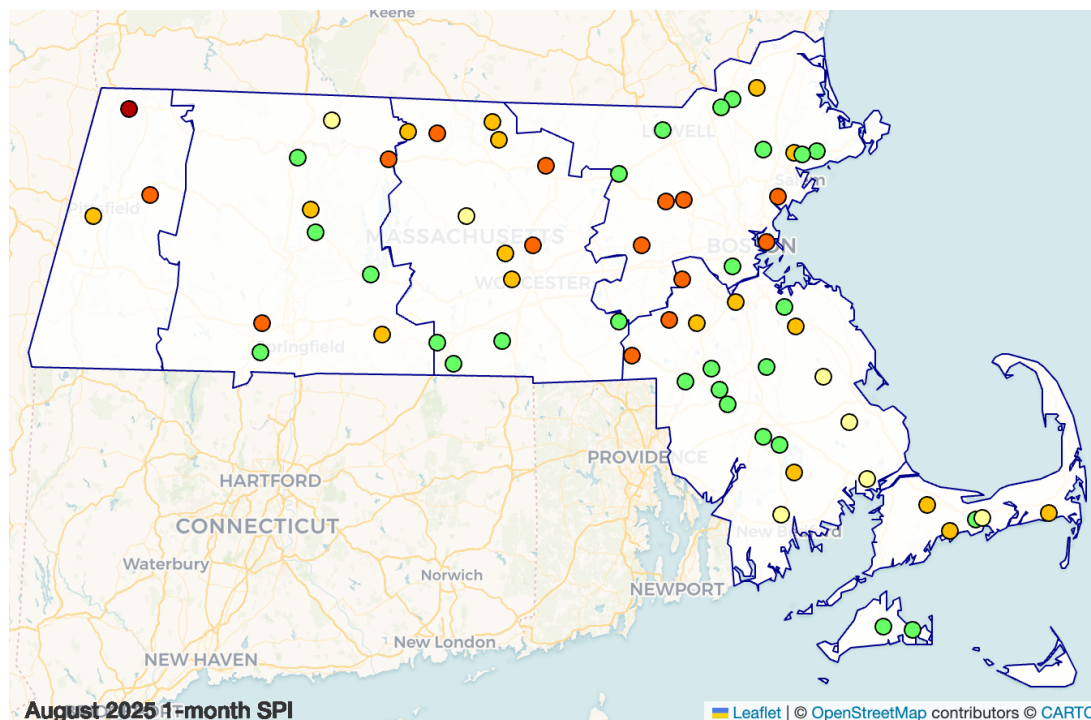 Keene
LOWELL
Salem
Pittsfield
MASSACHUSETTS
BOSTON
WORCESTER
Springfield
PROVIDENCE
HARTFORD
CONNECTICUT
New Bedford
Waterbury
Norwich
NEWPORT
New London
NEW HAVEN
August 2025 1-month SPI
Leaflet | © OpenStreetMap contributors © CARTO